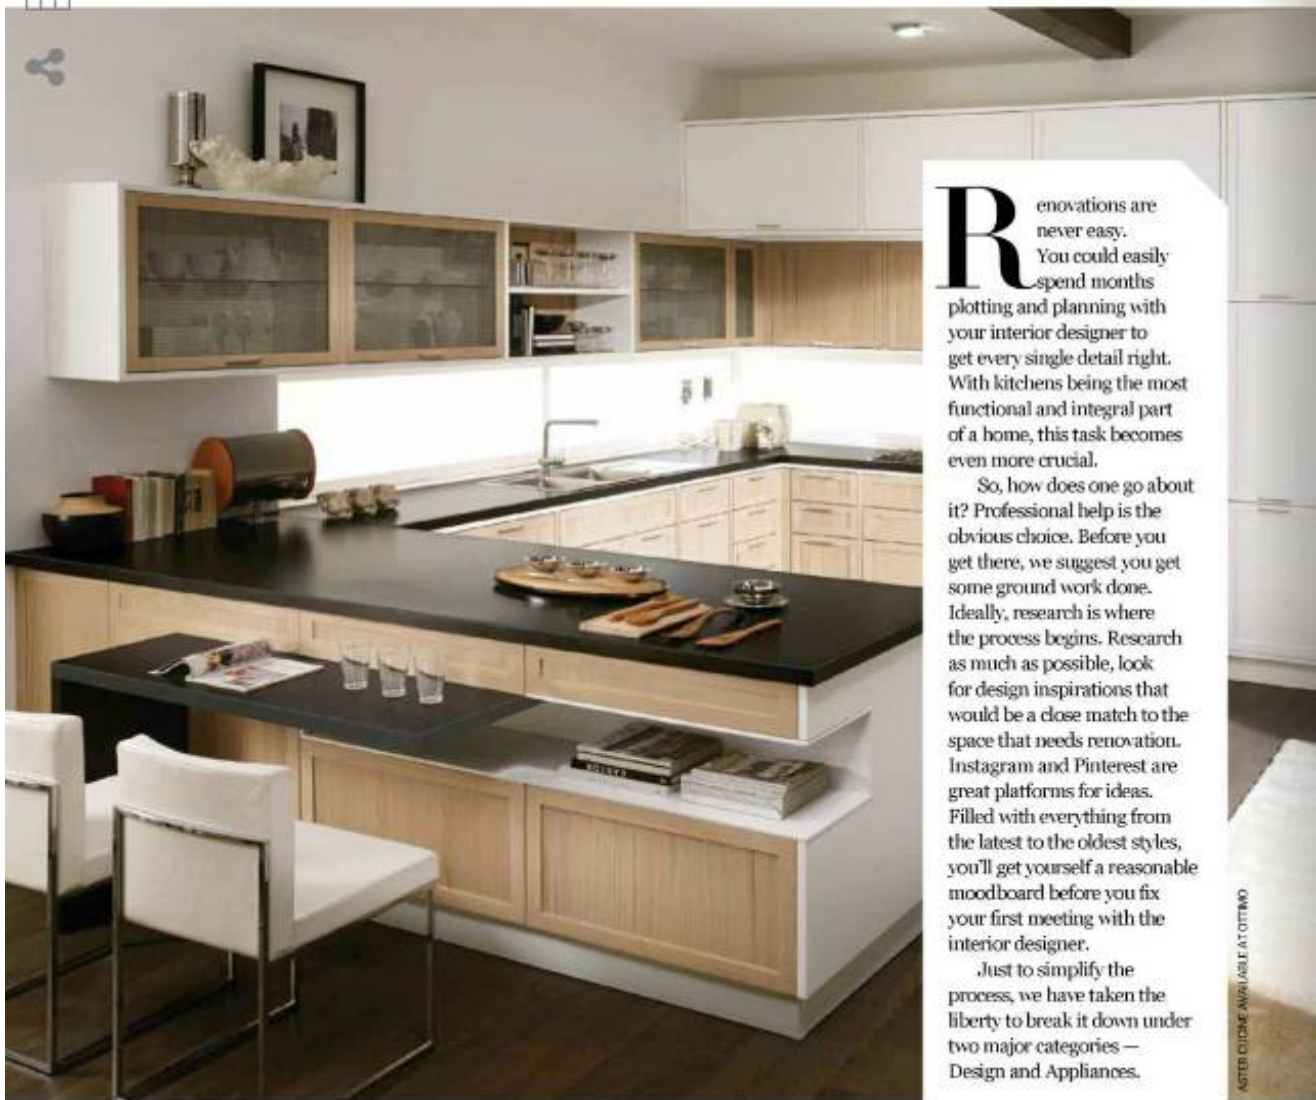 Renovations are
never easy.
You could easily
spend months
plotting and planning with
your interior designer to
get every single detail right.
With kitchens being the most
functional and integral part
of a home, this task becomes
even more crucial.
So, how does one go about
it? Professional help is the
obvious choice. Before you
get there, we suggest you get
some ground work done.
Ideally, research is where
the process begins. Research
as much as possible, look
for design inspirations that
would be a close match to the
space that needs renovation.
Instagram and Pinterest are
great platforms for ideas.
Filled with everything from
the latest to the oldest styles,
you'll get yourself a reasonable
moodboard before you fix
your first meeting with the
interior designer.
Just to simplify the
process, we have taken the
liberty to break it down under
two major categories —
Design and Appliances.
ASTER CUCINE AVAILABLE AT OTTIMO